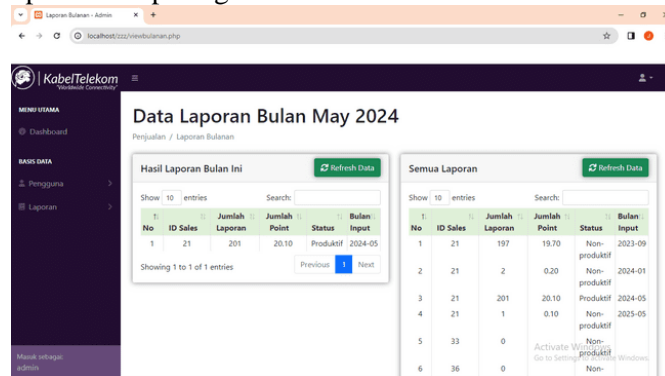 Laporan Bulanan - Admin
localhost/zzz/viewbulanan.php
KabelTelekom
"Worldwide Connectivity"
MENU UTAMA
Dashboard
BASIS DATA
Pengguna
Laporan
Masuk sebagai:
admin
Data Laporan Bulan May 2024
Penjualan / Laporan Bulanan
Hasil Laporan Bulan Ini
Refresh Data
Show 10 entries Search:
No ID Sales Jumlah Laporan Jumlah Point Status Bulan Input
1 21 201 20.10 Produktif 2024-05
Showing 1 to 1 of 1 entries
Previous 1 Next
Semua Laporan
Refresh Data
Show 10 entries Search:
No ID Sales Jumlah Laporan Jumlah Point Status Bulan Input
1 21 197 19.70 Non-produktif 2023-09
2 21 2 0.20 Non-produktif 2024-01
3 21 201 20.10 Produktif 2024-05
4 21 1 0.10 Non-produktif 2025-05
5 33 0 Non-produktif
6 36 0 Non-
Activate Windows
Go to Settings to activate Windows.